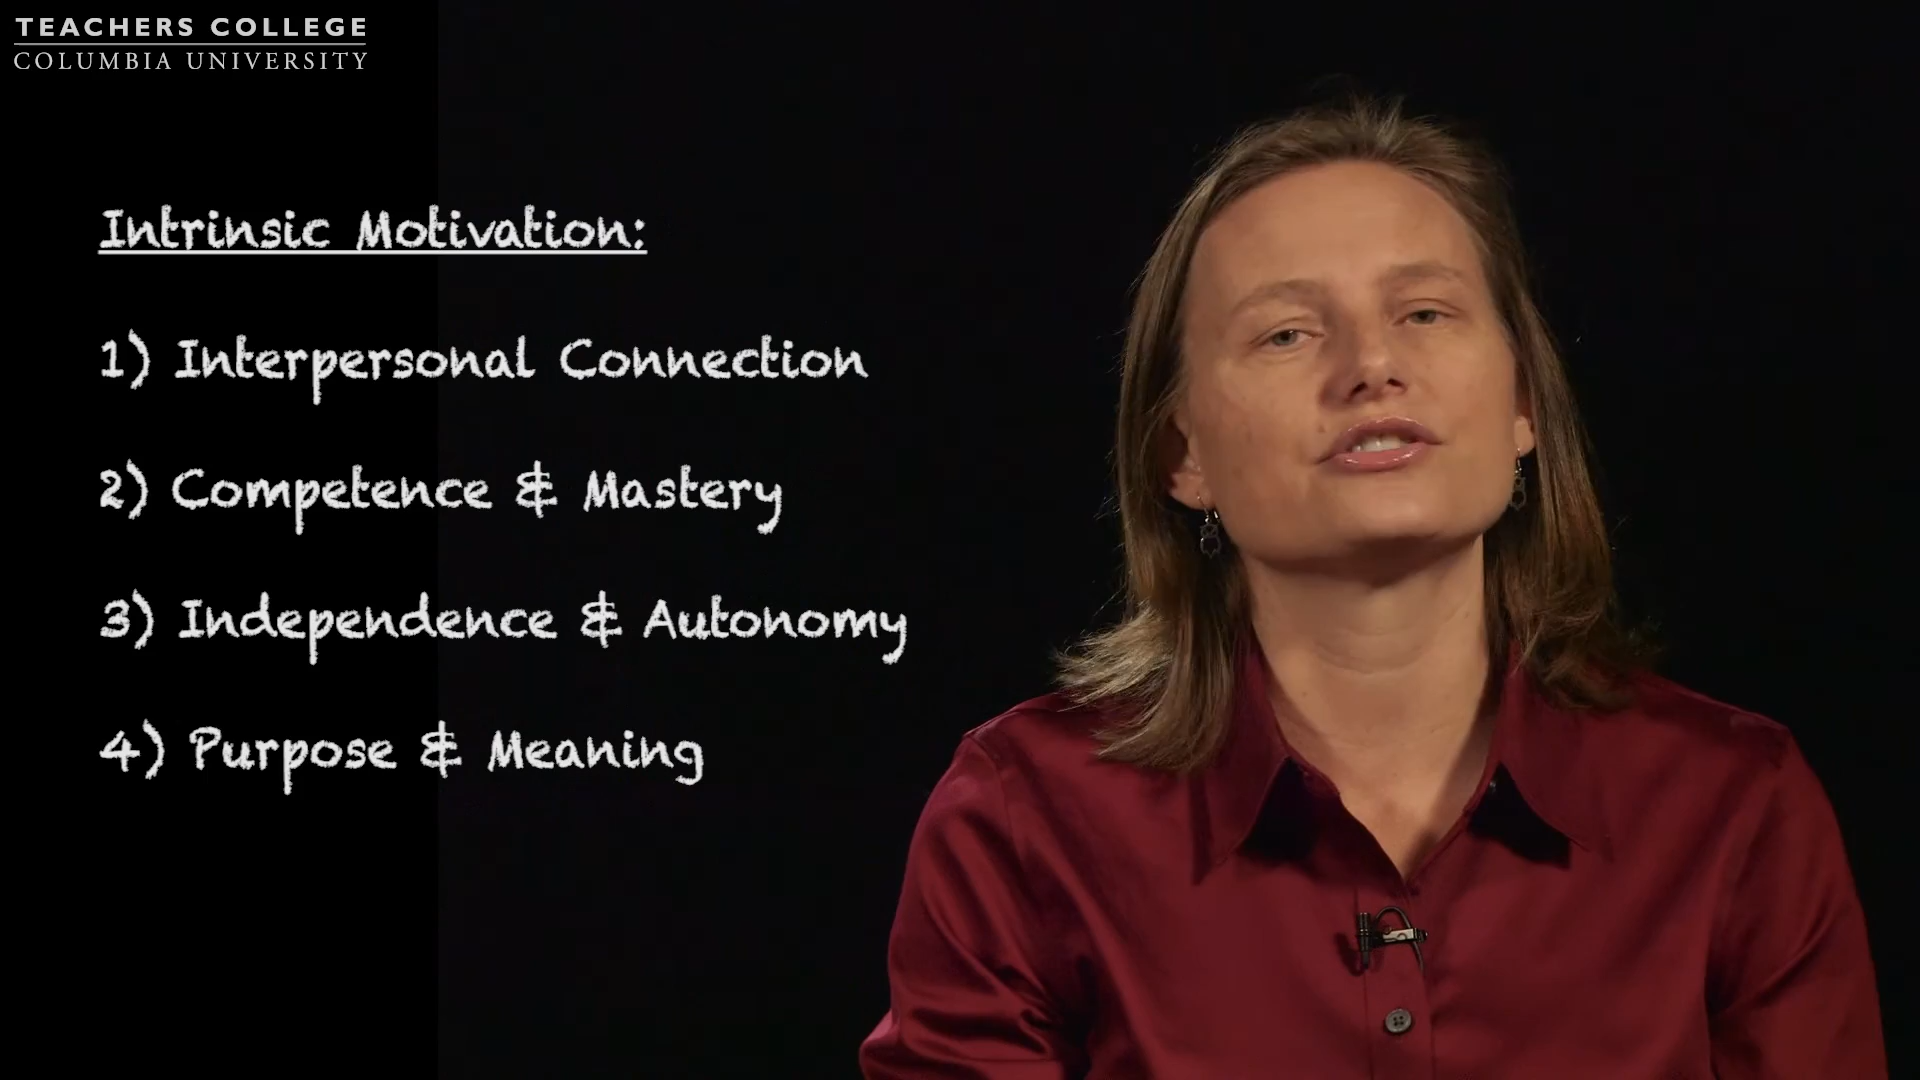 TEACHERS COLLEGE
COLUMBIA UNIVERSITY
Intrinsic Motivation:
1) Interpersonal Connection
2) Competence & Mastery
3) Independence & Autonomy
4) Purpose & Meaning